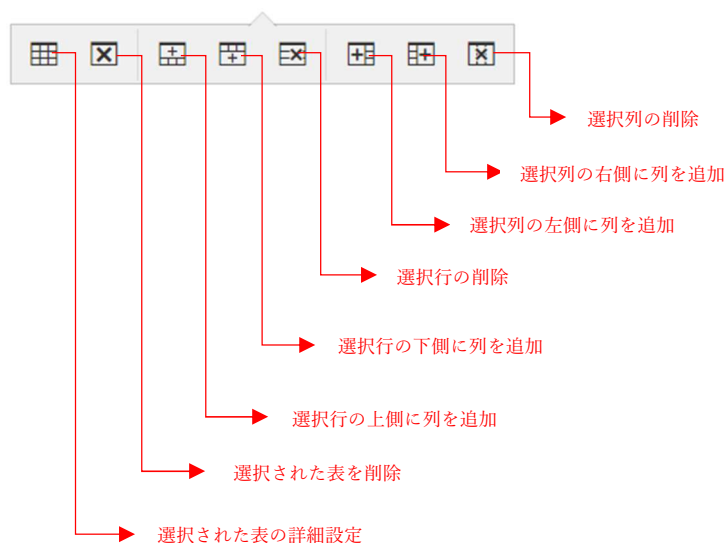 選択列の削除
選択列の右側に列を追加
選択列の左側に列を追加
選択行の削除
選択行の下側に列を追加
選択行の上側に列を追加
選択された表を削除
選択された表の詳細設定